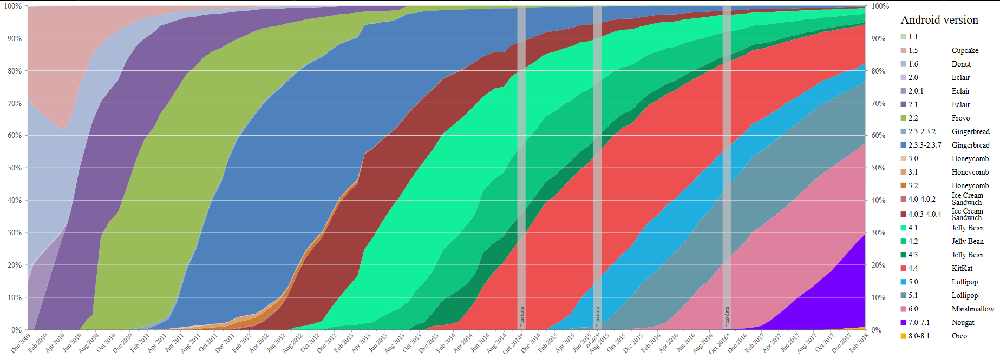 100%
90%
80%
70%
60%
50%
40%
30%
20%
10%
0%
100%
90%
80%
70%
60%
50%
40%
30%
20%
10%
0%
* no data
* no data
* no data
Dec 2009
Feb 2010
Apr 2010
Jun 2010
Aug 2010
Oct 2010
Dec 2010
Feb 2011
Apr 2011
Jun 2011
Aug 2011
Oct 2011
Dec 2011
Feb 2012
Apr 2012
Jun 2012
Aug 2012
Oct 2012
Dec 2012
Feb 2013
Apr 2013
Jun 2013
Aug 2013
Oct 2013
Dec 2013
Feb 2014
Apr 2014
Jun 2014
Aug 2014
Oct 2014*
Dec 2014
Feb 2015
Apr 2015
Jun 2015
Jul 2015*
Aug 2015
Oct 2015
Dec 2015
Feb 2016
Apr 2016
Jun 2016
Aug 2016
Oct 2016*
Dec 2016
Feb 2017
Apr 2017
Jun 2017
Aug 2017
Oct 2017
Dec 2017
Feb 2018
Android version
1.1
1.5 Cupcake
1.6 Donut
2.0 Eclair
2.0.1 Eclair
2.1 Eclair
2.2 Froyo
2.3-2.3.2 Gingerbread
2.3.3-2.3.7 Gingerbread
3.0 Honeycomb
3.1 Honeycomb
3.2 Honeycomb
4.0-4.0.2 Ice Cream
Sandwich
4.0.3-4.0.4 Ice Cream
Sandwich
4.1 Jelly Bean
4.2 Jelly Bean
4.3 Jelly Bean
4.4 KitKat
5.0 Lollipop
5.1 Lollipop
6.0 Marshmallow
7.0-7.1 Nougat
8.0-8.1 Oreo